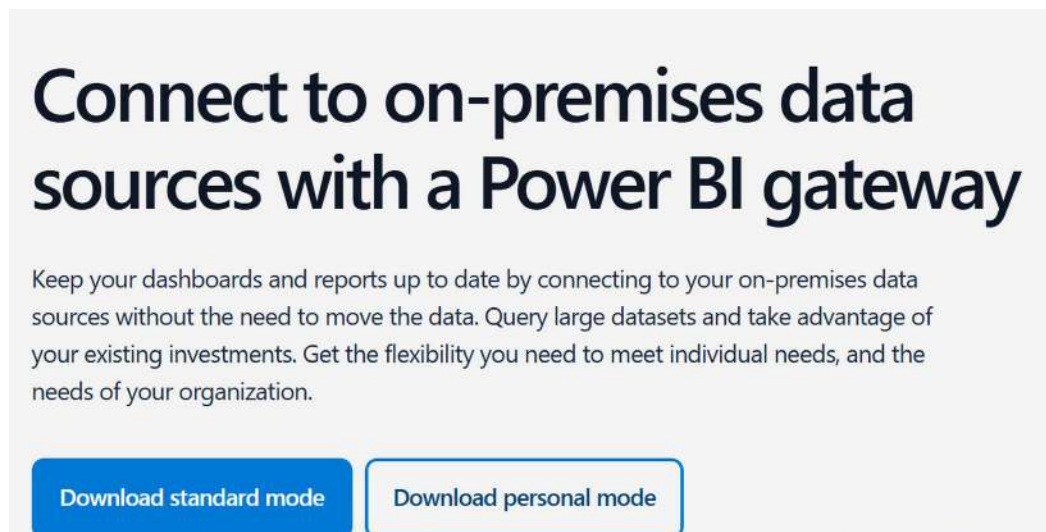 Connect to on-premises data
sources with a Power BI gateway
Keep your dashboards and reports up to date by connecting to your on-premises data
sources without the need to move the data. Query large datasets and take advantage of
your existing investments. Get the flexibility you need to meet individual needs, and the
needs of your organization.
Download standard mode
Download personal mode